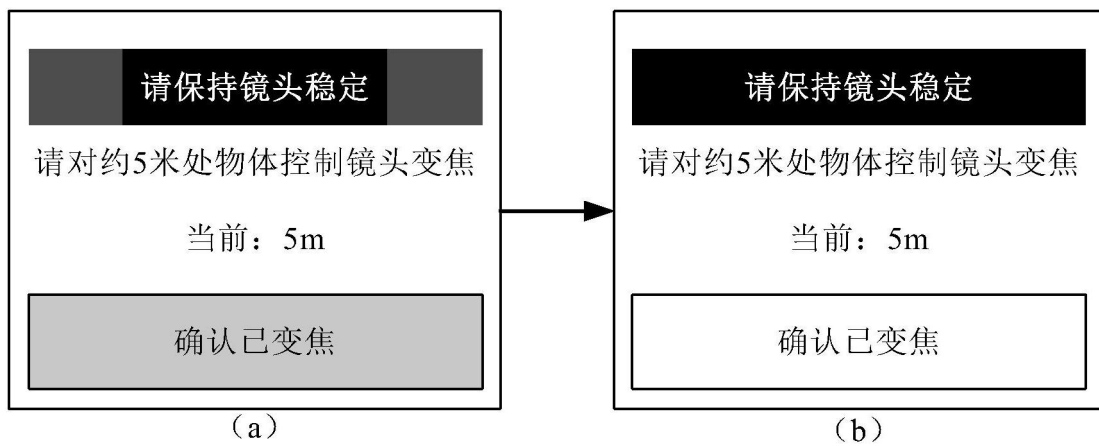 请保持镜头稳定
请对约5米处物体控制镜头变焦
当前：5m
确认已变焦
（a）
请保持镜头稳定
请对约5米处物体控制镜头变焦
当前：5m
确认已变焦
（b）